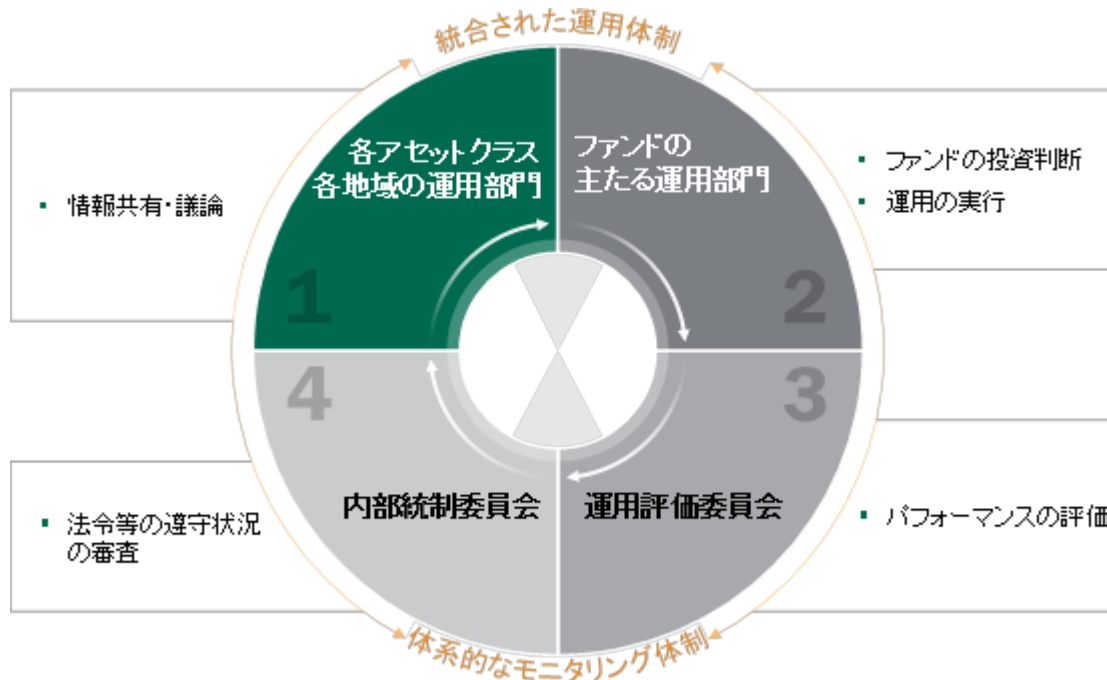 統合された運用体制
各アセットクラス
各地域の運用部門
ファンドの
主たる運用部門
・ 情報共有・議論
・ ファンドの投資判断
・ 運用の実行
1
2
4
3
内部統制委員会
運用評価委員会
・ 法令等の遵守状況
の審査
・ パフォーマンスの評価
体系的なモニタリング体制